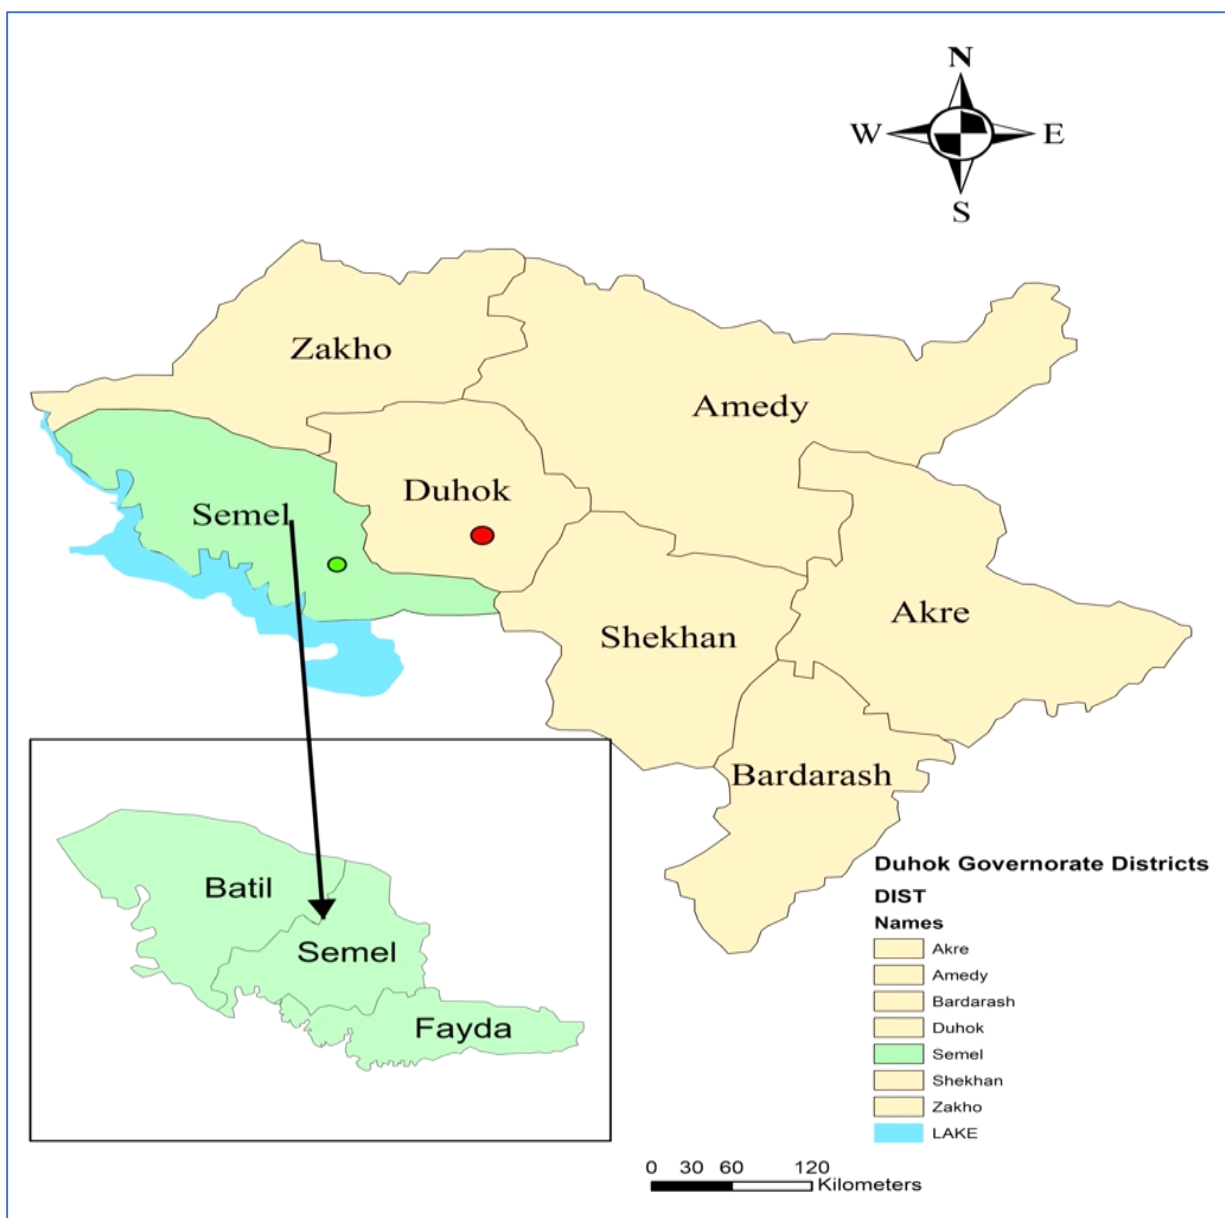 N
W E
S
Zakho
Amedy
Duhok
Semel
Akre
Shekhan
Bardarash
Batil
Semel
Fayda
Duhok Governorate Districts
DIST
Names
Akre
Amedy
Bardarash
Duhok
Semel
Shekhan
Zakho
LAKE
0 30 60 120
Kilometers